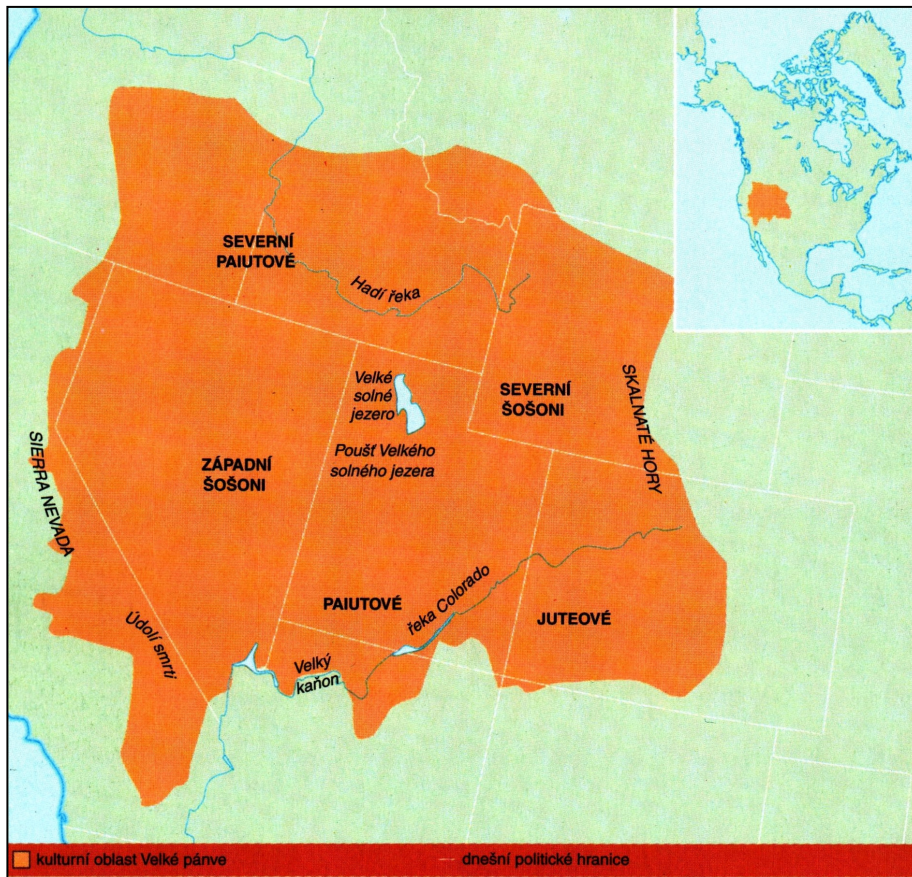 SEVERNÍ
PAIUTOVÉ
Hadí řeka
Velké
solné
jezero
SEVERNÍ
ŠOŠONI
SKALNATÉ HORY
Poušť Velkého
solného jezera
ZÁPADNÍ
ŠOŠONI
SIERRA NEVADA
PAIUTOVÉ
řeka Colorado
JUTEOVÉ
Údolí smrti
Velký
kaňon
kulturní oblast Velké pánve
dnešní politické hranice